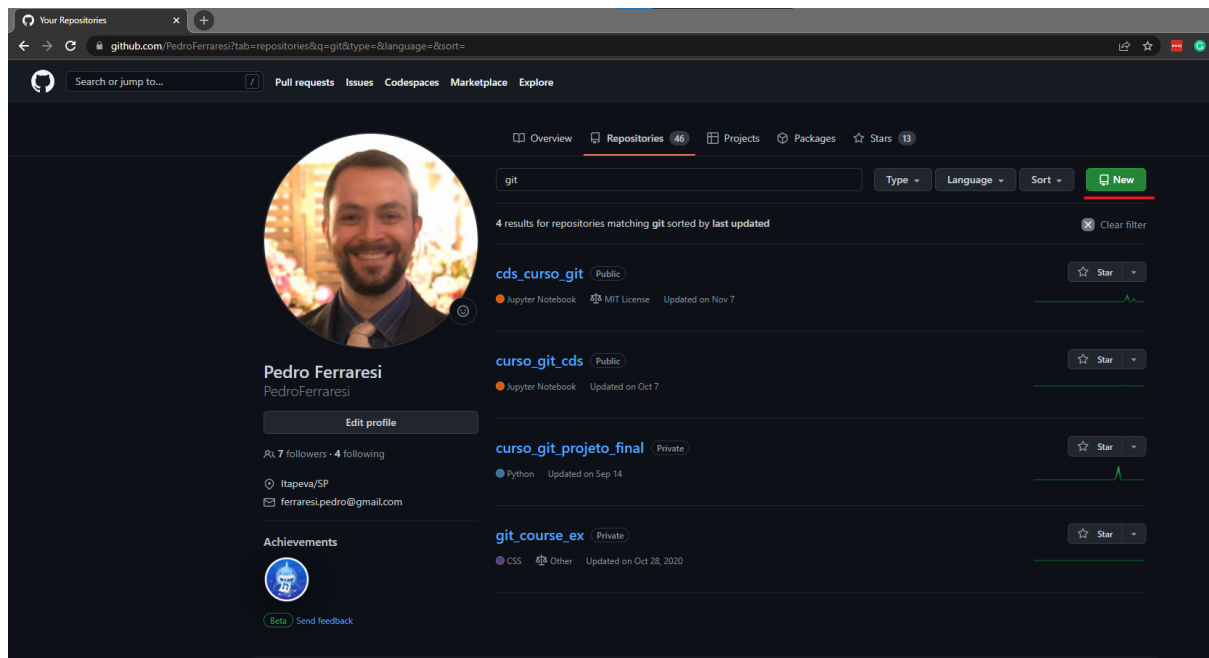 Your Repositories
github.com/PedroFerraresi?tab=repositories&q=git&type=&language=&sort=
Search or jump to... / Pull requests Issues Codespaces Marketplace Explore
Overview Repositories 46 Projects Packages Stars 13
git Type Language Sort New
4 results for repositories matching git sorted by last updated Clear filter
cds_curso_git Public Star
Jupyter Notebook MIT License Updated on Nov 7
curso_git_cds Public Star
Jupyter Notebook Updated on Oct 7
curso_git_projeto_final Private Star
Python Updated on Sep 14
git_course_ex Private Star
CSS Other Updated on Oct 28, 2020
Pedro Ferraresi
PedroFerraresi
Edit profile
7 followers · 4 following
Itapeva/SP
ferraresi.pedro@gmail.com
Achievements
Beta Send feedback